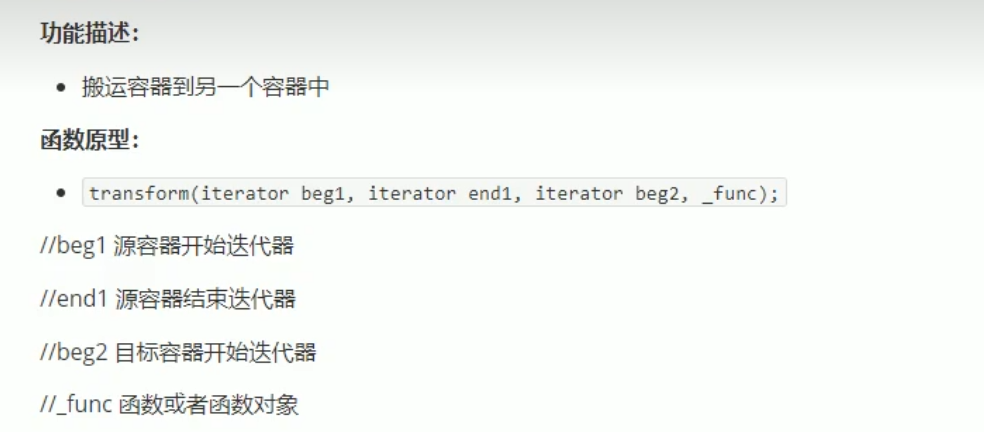 功能描述：
搬运容器到另一个容器中
函数原型：
transform(iterator beg1, iterator end1, iterator beg2, _func);
//beg1 源容器开始迭代器
//end1 源容器结束迭代器
//beg2 目标容器开始迭代器
//_func 函数或者函数对象